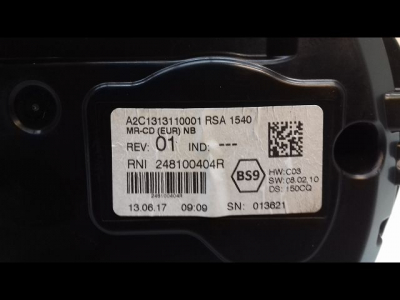 A2C1313110001 RSA 1540
MR-CD (EUR) NB
REV: 01 IND: ---
RNI 248100404R
BS9
HW: C03
SW: 08.02.10
DS: 150CQ
248100404R
13.06.17 09:09 SN: 013621